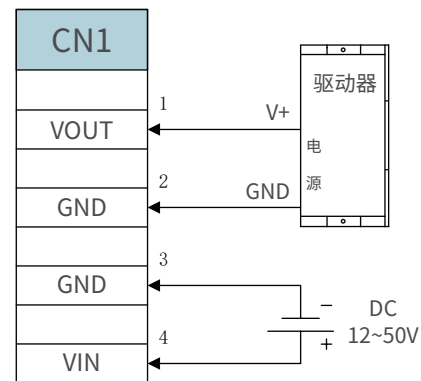 CN1
驱动器
1
V+
VOUT
电
源
2
GND
GND
3
GND
−
DC
12~50V
+
4
VIN